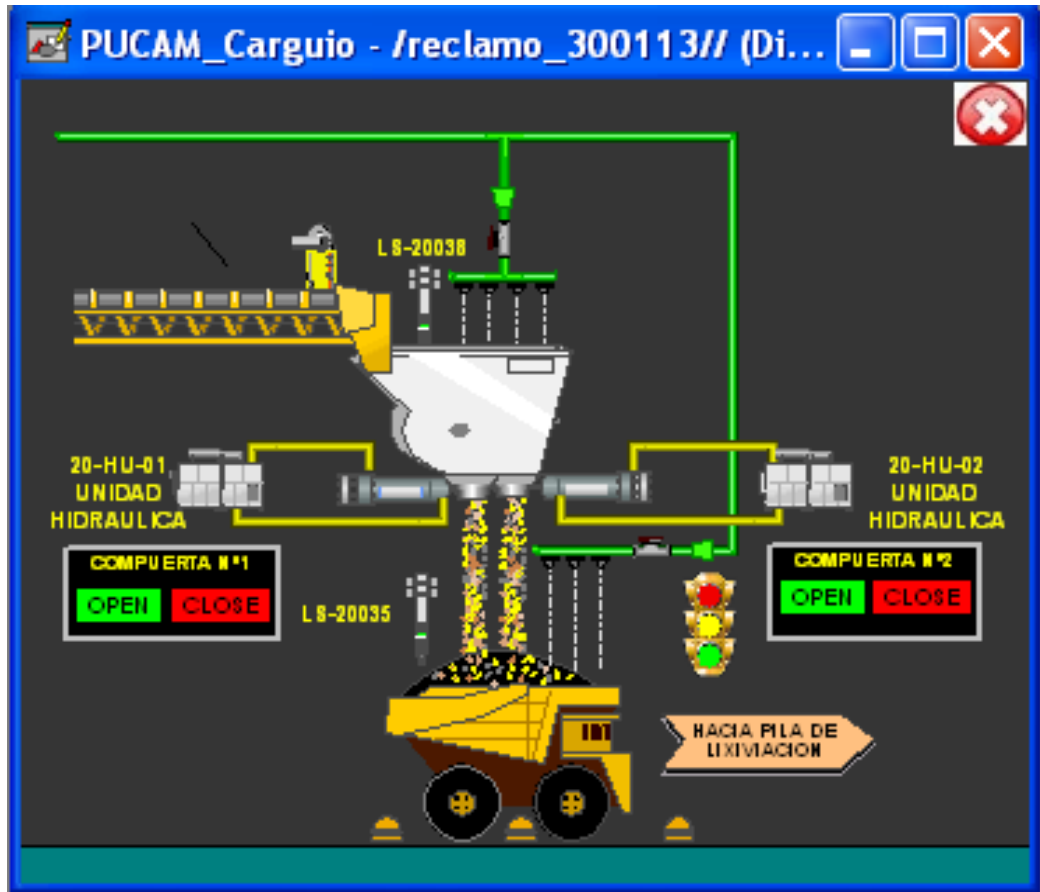 PUCAM_Carguio - /reclamo_300113// (Di...
LS-20038
20-HU-01
UNIDAD
HIDRAULICA
20-HU-02
UNIDAD
HIDRAULICA
COMPUERTA Nº1
OPEN CLOSE
COMPUERTA Nº2
OPEN CLOSE
LS-20035
HACIA PILA DE
LIXIVIACION